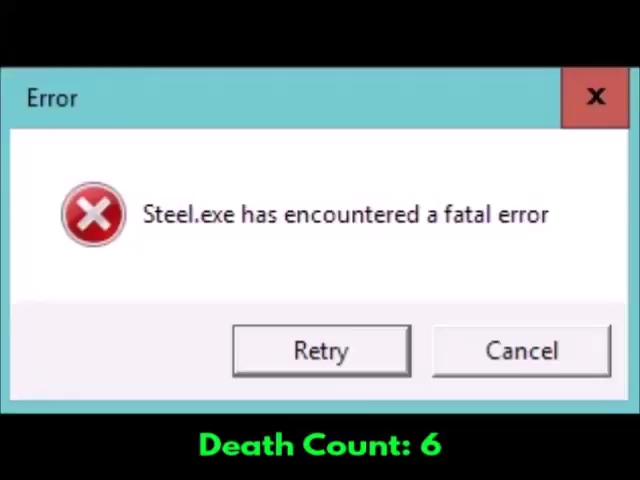 Error
x
Steel.exe has encountered a fatal error
Retry
Cancel
Death Count: 6